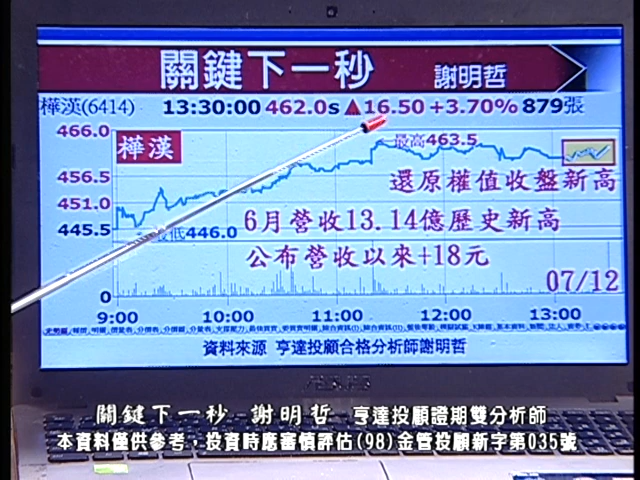 關鍵下一秒 謝明哲
樺漢(6414) 13:30:00 462.0s ▲16.50 +3.70% 879張
466.0
樺漢
最高463.5
456.5
還原權值收盤新高
451.0
6月營收13.14億歷史新高
445.5
最低446.0
公布營收以來+18元
07/12
0
9:00 10:00 11:00 12:00 13:00
資料來源 亨達投顧合格分析師謝明哲
關鍵下一秒-謝明哲 亨達投顧證期雙分析師
本資料僅供參考，投資時應審慎評估(98)金管投顧新字第035號